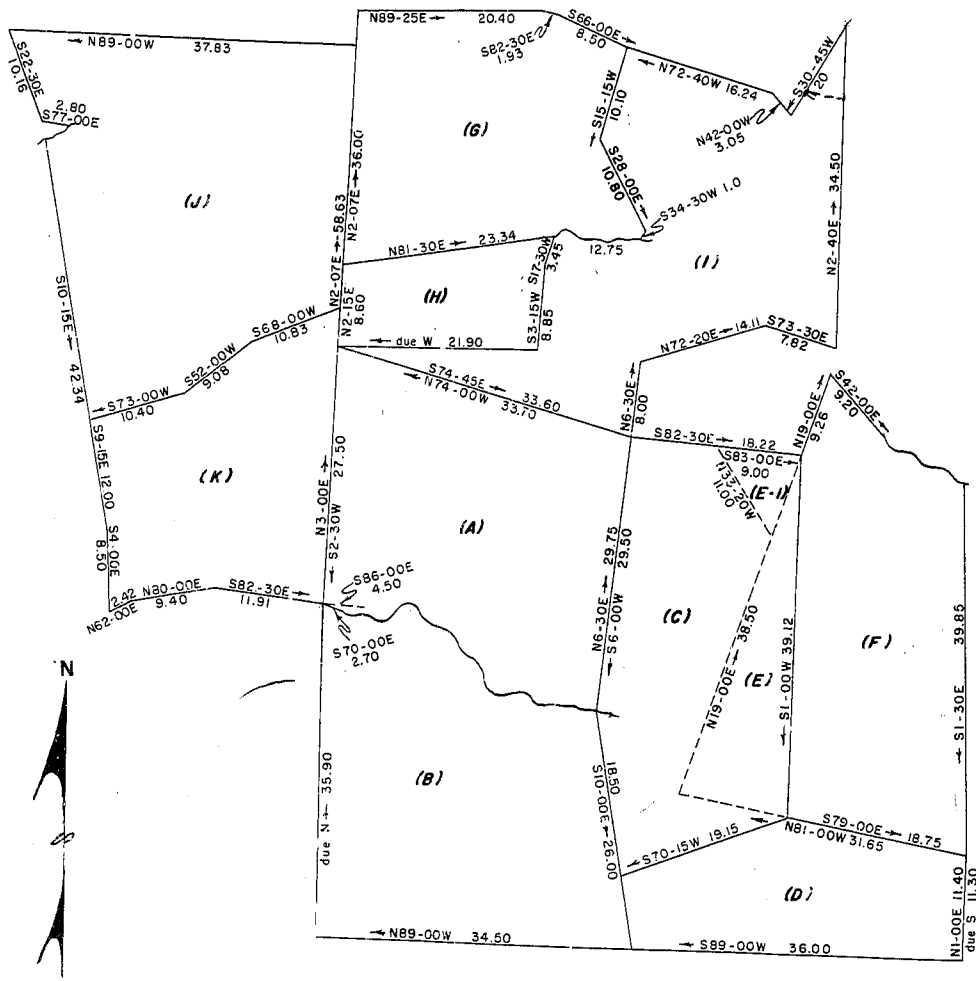 N89-25E → 20.40
S82-30E
1.93
S66-00E →
8.50
← N89-00W 37.83
S22-30E
10.16
2.80
S77-00E
← N72-40W 16.24
← S30-45W
11.20
N42-00W
3.05
← S15-15W
10.10
S28-00E →
10.80
S34-30W 1.0
(G)
(J)
(I)
(H)
N2-07E → 36.00
N2-07E → 58.63
N2-15E
8.60
N81-30E → 23.34
S17-30W
3.45
12.75
S3-15W
8.85
← due W 21.90
N2-40E → 34.50
S10-15E →
42.34
S68-00W
10.83
S52-00W
9.08
← S73-00W
10.40
S74-45E → 33.60
← N74-00W 33.70
N72-20E → 14.11
S73-30E
7.82
N6-30E →
8.00
S82-30E → 18.22
S83-00E →
9.00
N33-20W
11.00
(E-1)
N19-00E →
9.26
S42-00E
9.20
S9-15E 12.00
S4-00E
8.50
(K)
(A)
N3-00E → 27.50
← S2-30W
N62-00E
2.42
N80-00E
9.40
S82-30E →
11.91
S86-00E
4.50
S70-00E
2.70
N6-30E → 29.75
← S6-00W 29.50
(C)
(E)
(F)
N19-00E → 38.50
← S1-00W 39.12
← S1-30E 39.85
N
(B)
due N ← 35.90
18.50
S10-00E → 26.00
← S70-15W 19.15
S79-00E → 18.75
N81-00W 31.65
(D)
N1-00E 11.40
due S 11.30
← N89-00W 34.50
← S89-00W 36.00